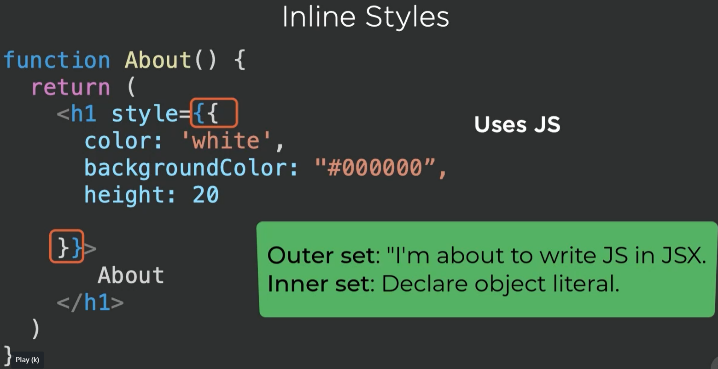 Inline Styles
function About() {
return (
<h1 style={{
color: 'white',
backgroundColor: "#000000”,
height: 20
}}>
About
</h1>
)
}
Uses JS
Outer set: "I'm about to write JS in JSX.
Inner set: Declare object literal.
Play (k)